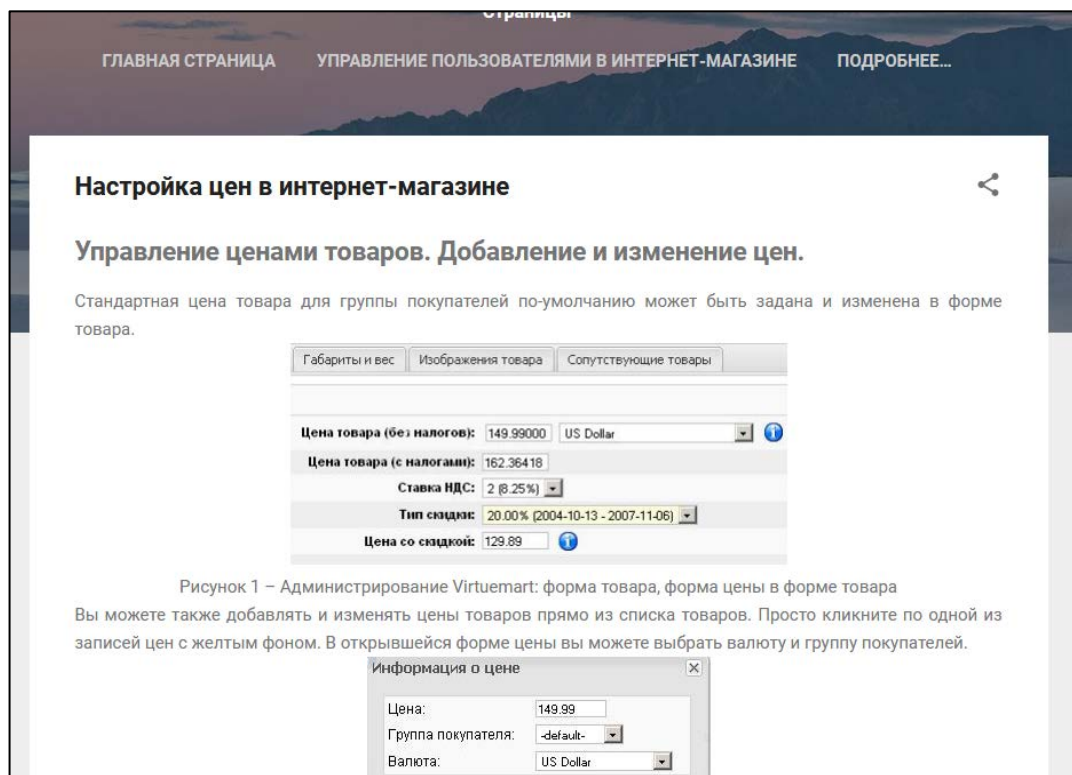 Страницы
ГЛАВНАЯ СТРАНИЦА УПРАВЛЕНИЕ ПОЛЬЗОВАТЕЛЯМИ В ИНТЕРНЕТ-МАГАЗИНЕ ПОДРОБНЕЕ...
Настройка цен в интернет-магазине
Управление ценами товаров. Добавление и изменение цен.
Стандартная цена товара для группы покупателей по-умолчанию может быть задана и изменена в форме
товара.
Габариты и вес Изображения товара Сопутствующие товары
Цена товара (без налогов): 149.99000 US Dollar
Цена товара (с налогами): 162.36418
Ставка НДС: 2 (8.25%)
Тип скидки: 20.00% (2004-10-13 - 2007-11-06)
Цена со скидкой: 129.89
Рисунок 1 – Администрирование Virtuemart: форма товара, форма цены в форме товара
Вы можете также добавлять и изменять цены товаров прямо из списка товаров. Просто кликните по одной из
записей цен с желтым фоном. В открывшейся форме цены вы можете выбрать валюту и группу покупателей.
Информация о цене
Цена: 149.99
Группа покупателя: -default-
Валюта: US Dollar